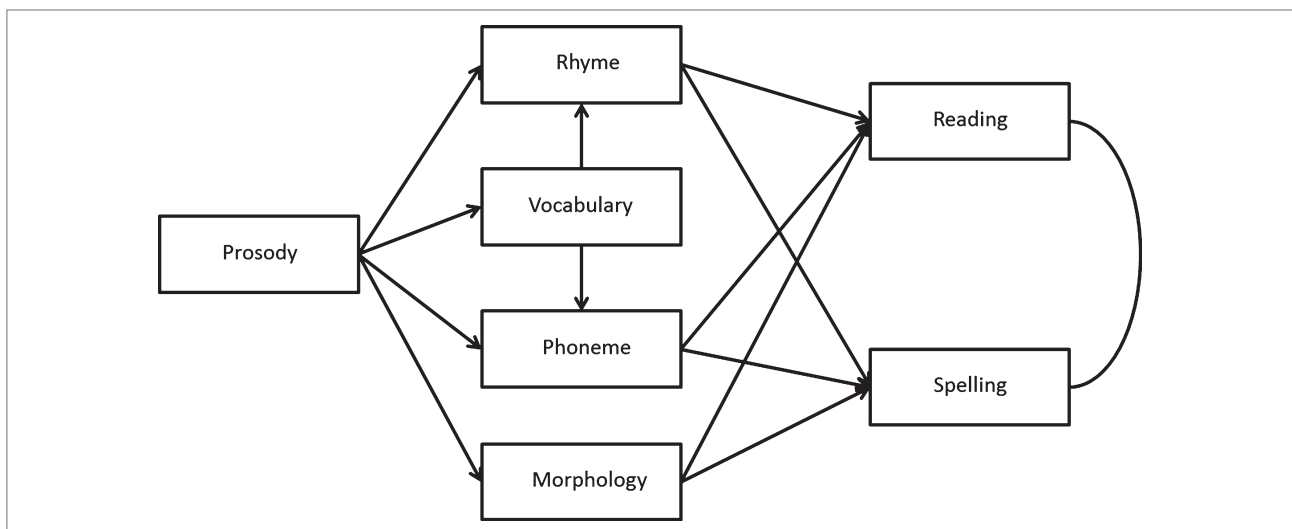 Prosody
Rhyme
Vocabulary
Phoneme
Morphology
Reading
Spelling